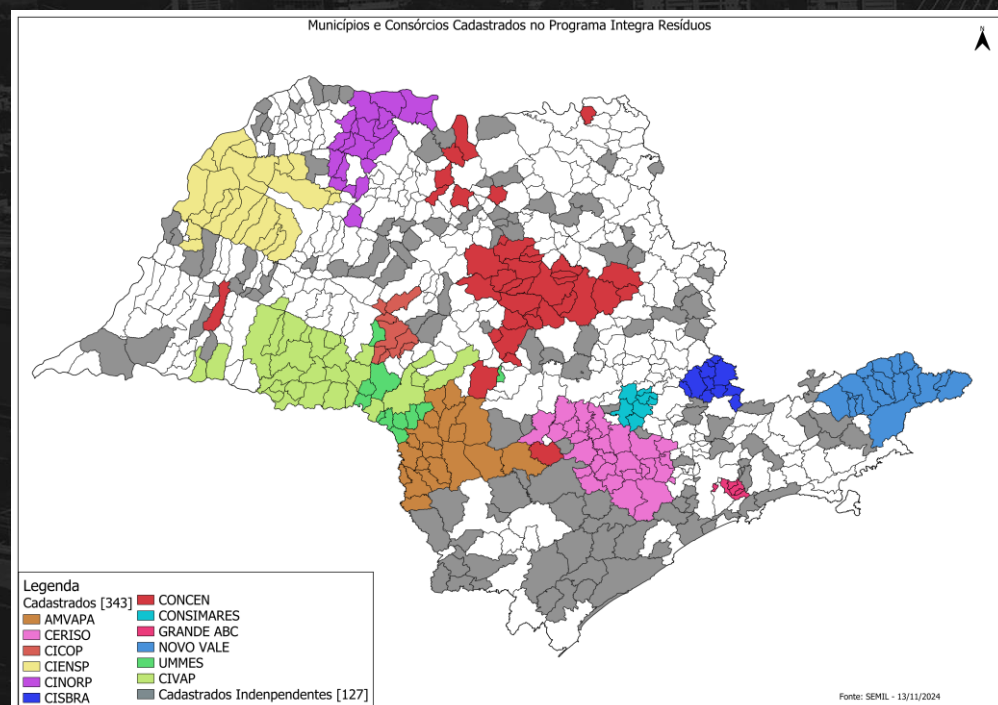 Municípios e Consórcios Cadastrados no Programa Integra Resíduos
Legenda
Cadastrados [343]
AMVAPA
CERISO
CICOP
CIENSP
CINORP
CISBRA
CONCEN
CONSIMARES
GRANDE ABC
NOVO VALE
UMMES
CIVAP
Cadastrados Indenpendentes [127]
Fonte: SEMIL - 13/11/2024